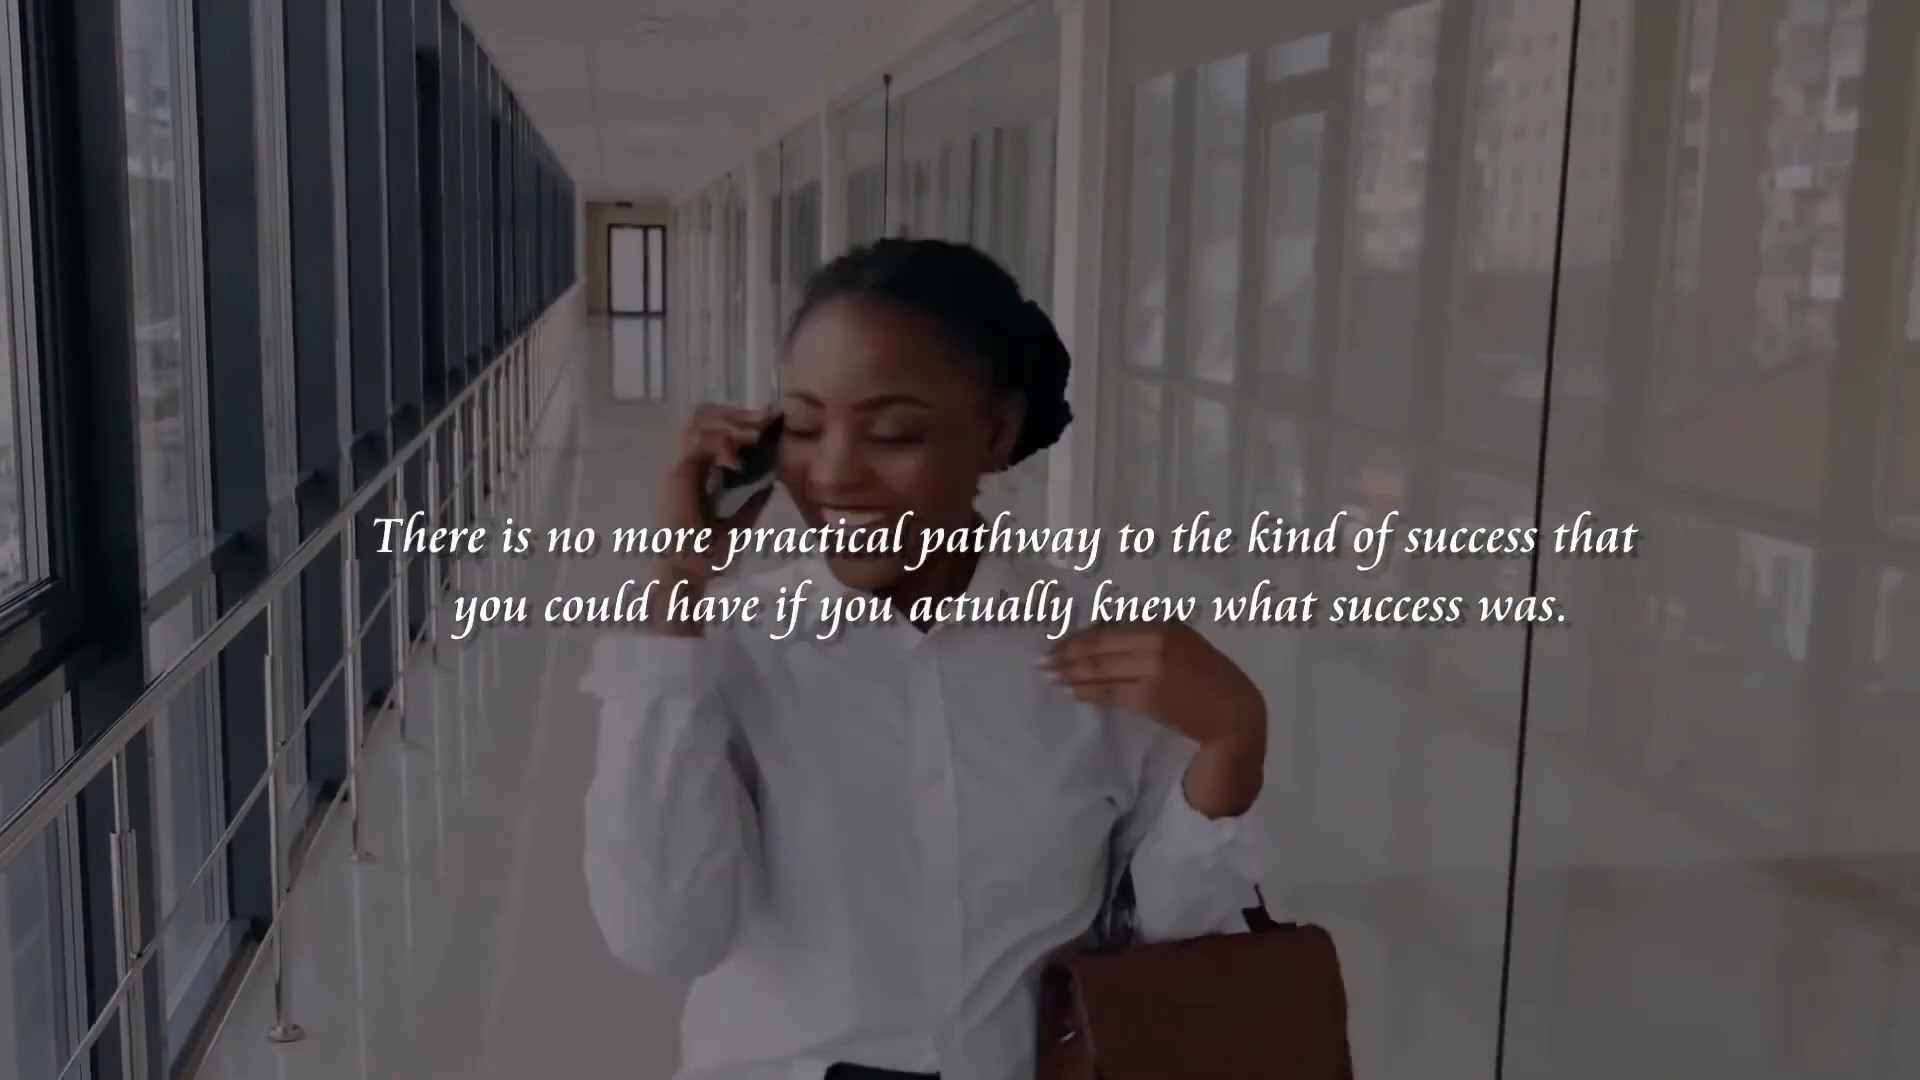 There is no more practical pathway to the kind of success that
you could have if you actually knew what success was.